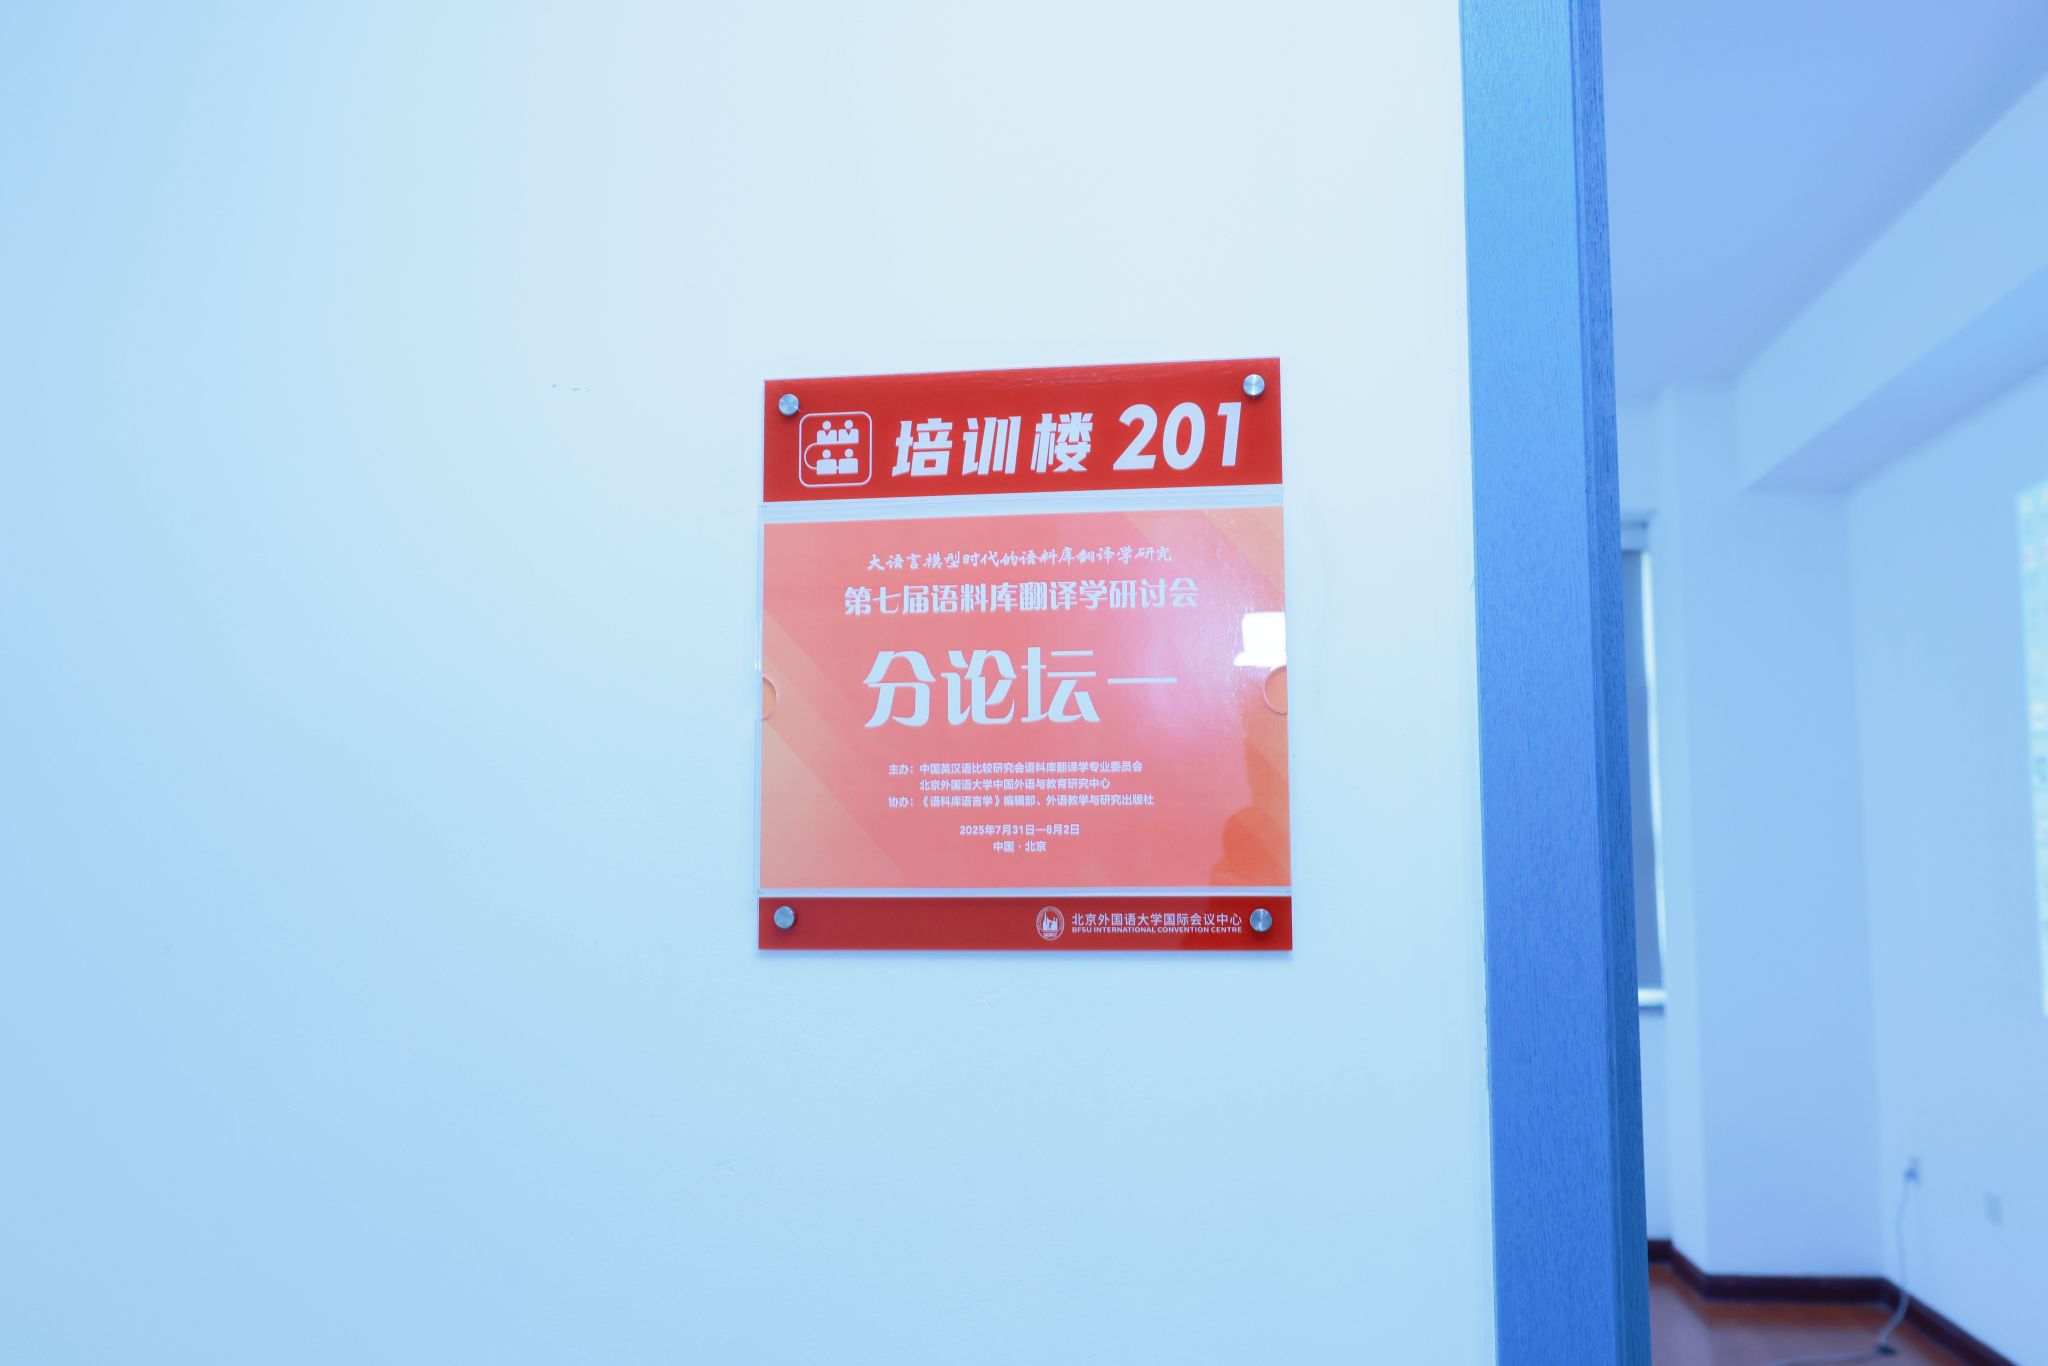 培训楼 201
大语言模型时代的语料库翻译学研究
第七届语料库翻译学研讨会
分论坛一
主办：中国英汉语比较研究会语料库翻译学专业委员会
北京外国语大学中国外语与教育研究中心
协办：《语料库语言学》编辑部、外语教学与研究出版社
2025年7月31日—8月2日
中国·北京
北京外国语大学国际会议中心
BFSU INTERNATIONAL CONVENTION CENTRE